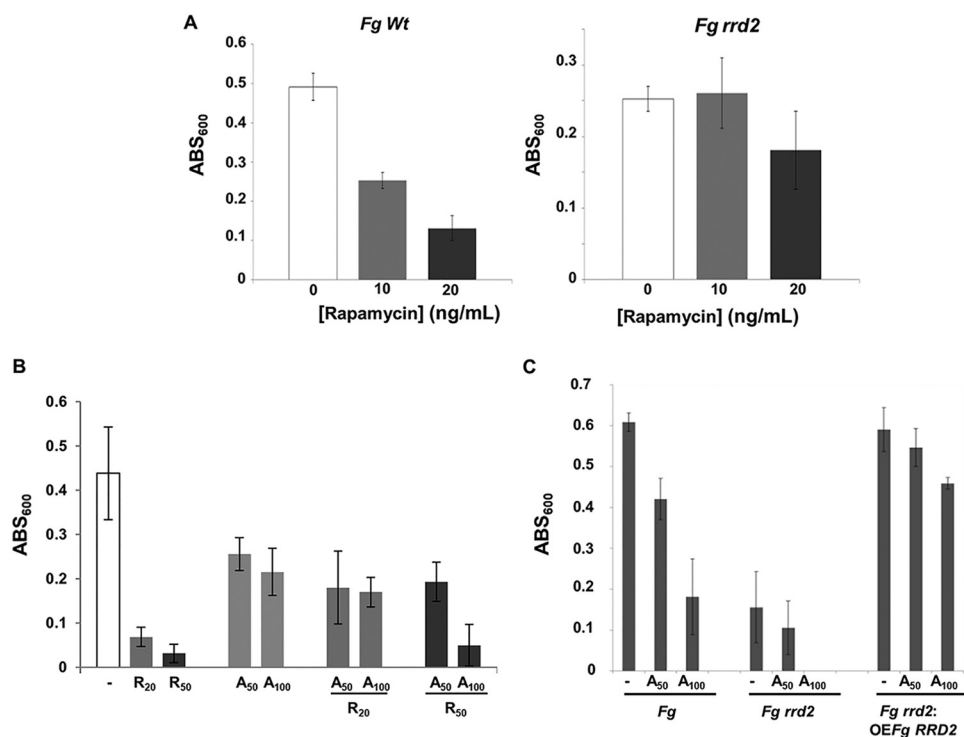 A
Fg Wt
Fg rrd2
ABS600
0.6
0.5
0.4
0.3
0.2
0.1
0
0 10 20
[Rapamycin] (ng/mL)
ABS600
0.3
0.2
0.1
0
0 10 20
[Rapamycin] (ng/mL)
B
ABS600
0.6
0.5
0.4
0.3
0.2
0.1
0
- R20 R50 A50 A100 A50 A100 A50 A100
R20 R50
C
ABS600
0.7
0.6
0.5
0.4
0.3
0.2
0.1
0
- A50 A100 - A50 A100 - A50 A100
Fg Fg rrd2 Fg rrd2:
OEFg RRD2